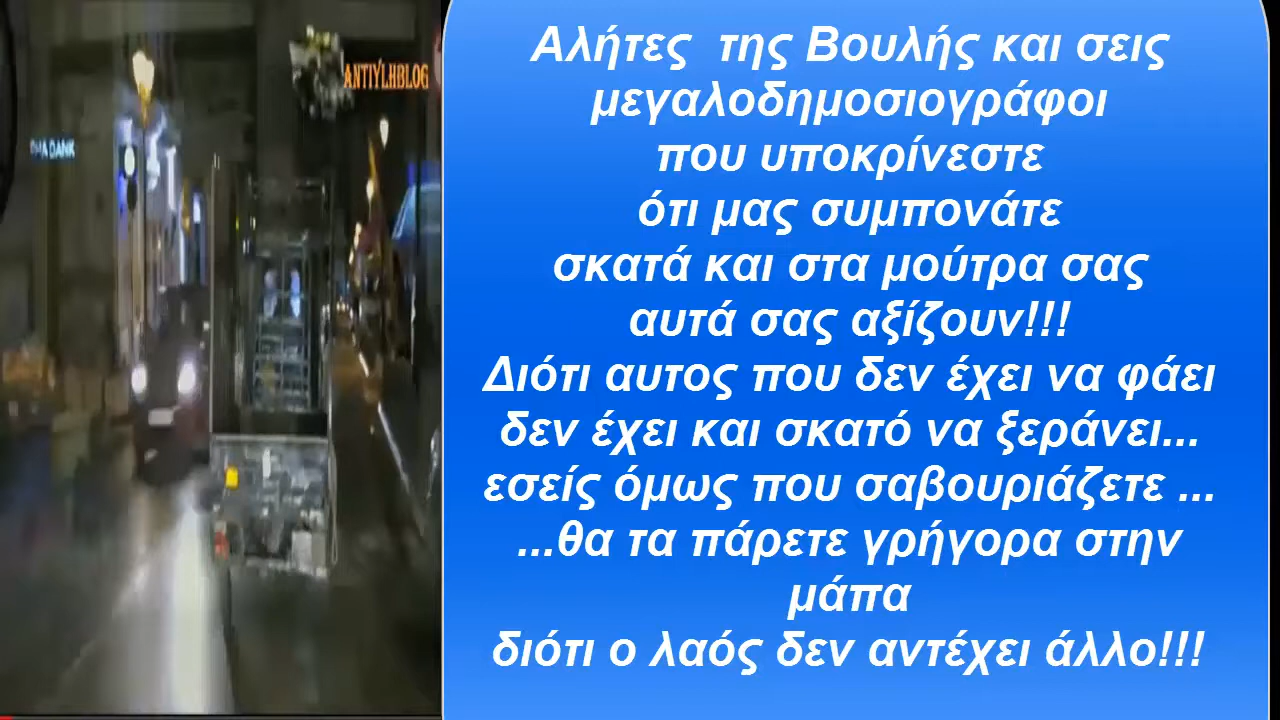 ANTIYLHBLOG
Αλήτες της Βουλής και σεις
μεγαλοδημοσιογράφοι
που υποκρίνεστε
ότι μας συμπονάτε
σκατά και στα μούτρα σας
αυτά σας αξίζουν!!!
Διότι αυτος που δεν έχει να φάει
δεν έχει και σκατό να ξεράνει...
εσείς όμως που σαβουριάζετε ...
...θα τα πάρετε γρήγορα στην
μάπα
διότι ο λαός δεν αντέχει άλλο!!!
BANK